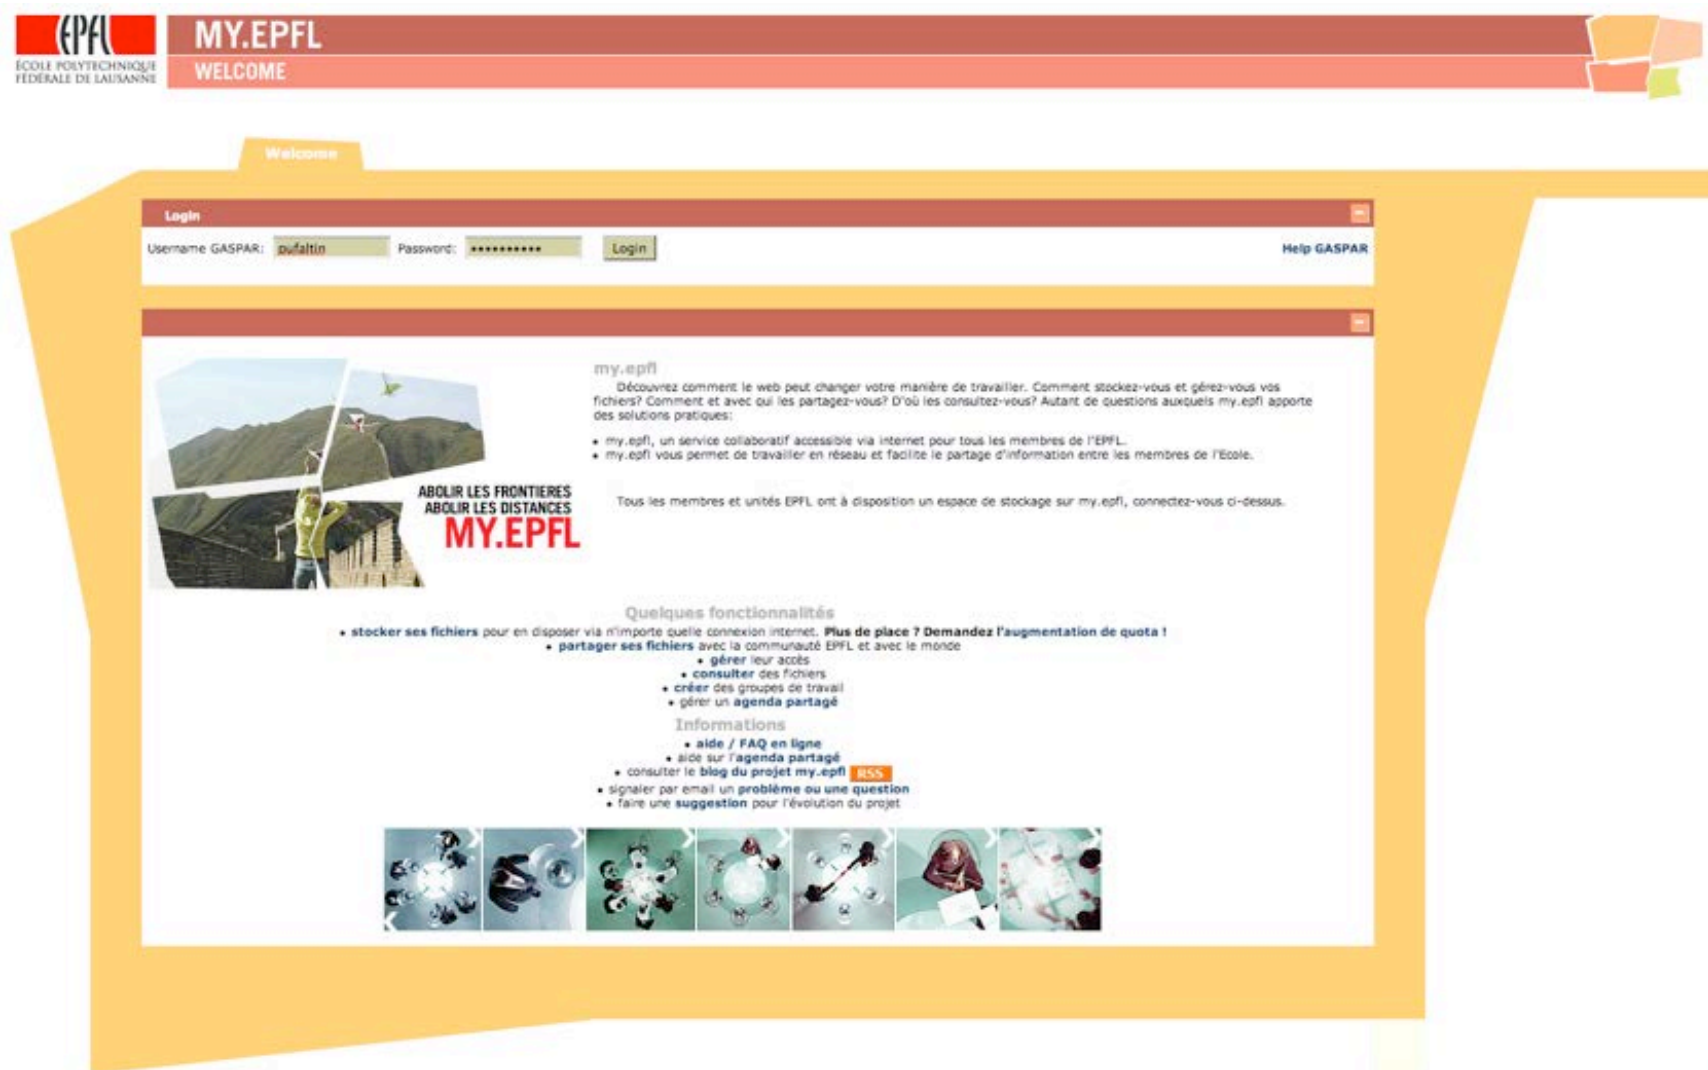 EPFL
ÉCOLE POLYTECHNIQUE
FÉDÉRALE DE LAUSANNE
MY.EPFL
WELCOME
Welcome
Login
Username GASPAR: pufaltin Password: •••••••••• Login Help GASPAR
my.epfl
Découvrez comment le web peut changer votre manière de travailler. Comment stockez-vous et gérez-vous vos
fichiers? Comment et avec qui les partagez-vous? D'où les consultez-vous? Autant de questions auxquels my.epfl apporte
des solutions pratiques:
• my.epfl, un service collaboratif accessible via internet pour tous les membres de l'EPFL.
• my.epfl vous permet de travailler en réseau et facilite le partage d'information entre les membres de l'Ecole.
Tous les membres et unités EPFL ont à disposition un espace de stockage sur my.epfl, connectez-vous ci-dessus.
ABOLIR LES FRONTIERES
ABOLIR LES DISTANCES
MY.EPFL
Quelques fonctionnalités
• stocker ses fichiers pour en disposer via n'importe quelle connexion internet. Plus de place ? Demandez l'augmentation de quota !
• partager ses fichiers avec la communauté EPFL et avec le monde
• gérer leur accès
• consulter des fichiers
• créer des groupes de travail
• gérer un agenda partagé
Informations
• aide / FAQ en ligne
• aide sur l'agenda partagé
• consulter le blog du projet my.epfl RSS
• signaler par email un problème ou une question
• faire une suggestion pour l'évolution du projet